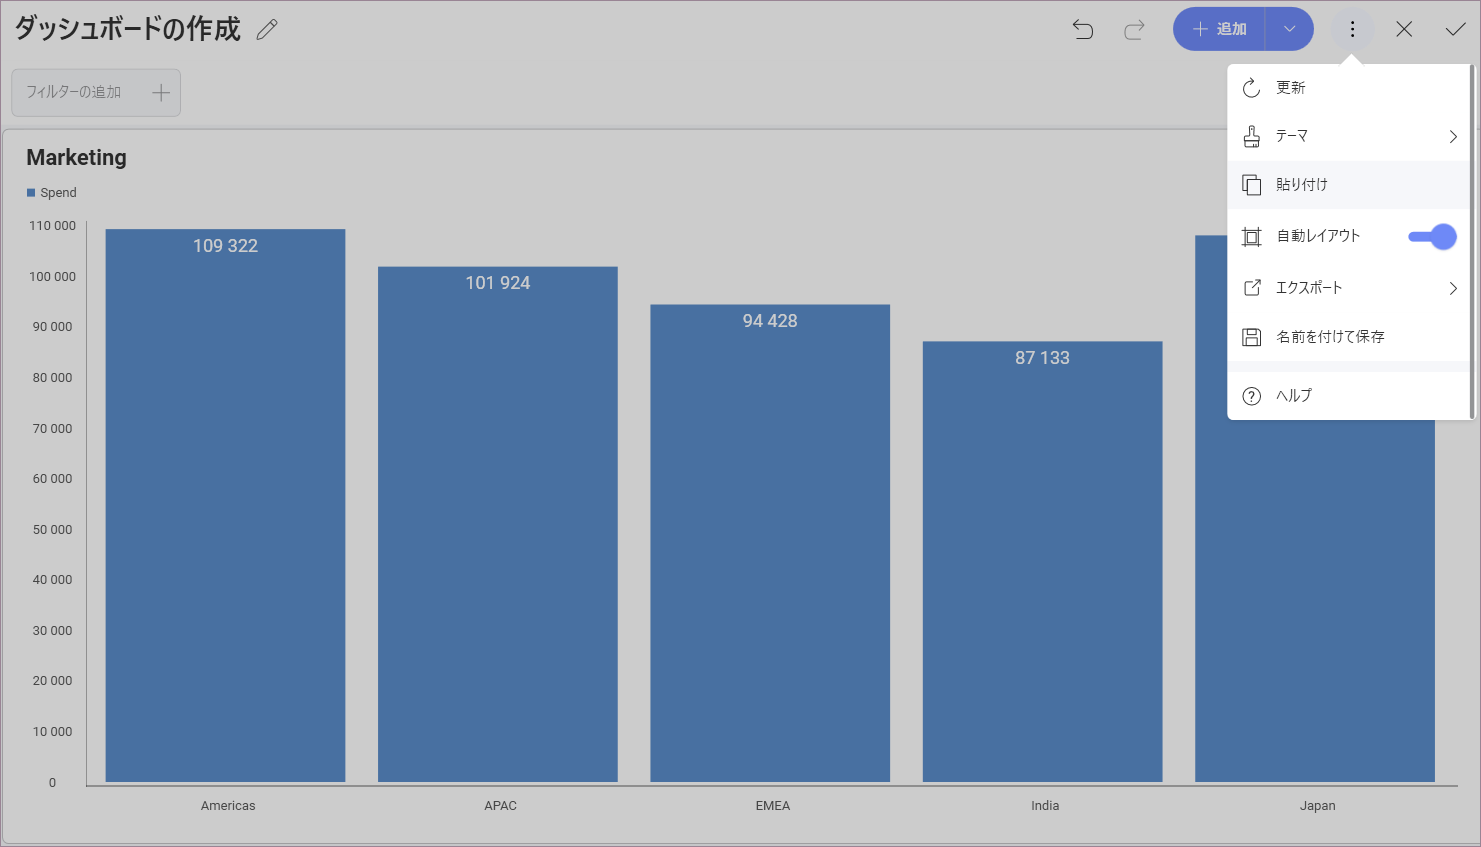 ダッシュボードの作成
追加
フィルターの追加
更新
テーマ
貼り付け
自動レイアウト
エクスポート
名前を付けて保存
ヘルプ
Marketing
Spend
110 000
100 000
90 000
80 000
70 000
60 000
50 000
40 000
30 000
20 000
10 000
0
109 322
101 924
94 428
87 133
Americas
APAC
EMEA
India
Japan